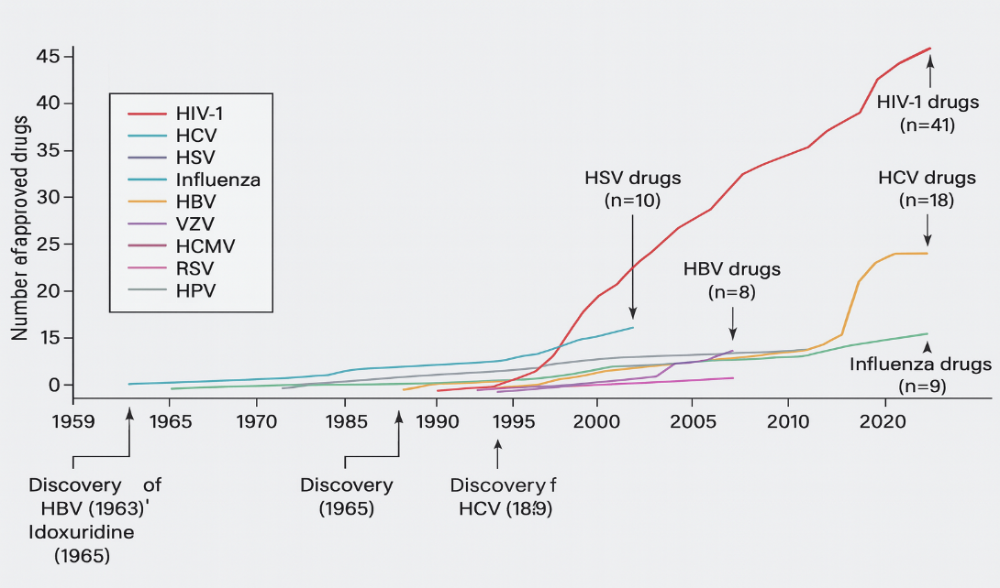 Number afapproved drugs
45
40
35
30
25
20
15
0
HIV-1
HCV
HSV
Influenza
HBV
VZV
HCMV
RSV
HPV
HSV drugs
(n=10)
HBV drugs
(n=8)
HIV-1 drugs
(n=41)
HCV drugs
(n=18)
Influenza drugs
(n=9)
1959 1965 1970 1985 1990 1995 2000 2005 2010 2020
Discovery of
HBV (1963)'
Idoxuridine
(1965)
Discovery
(1965)
Discovery f
HCV (189)